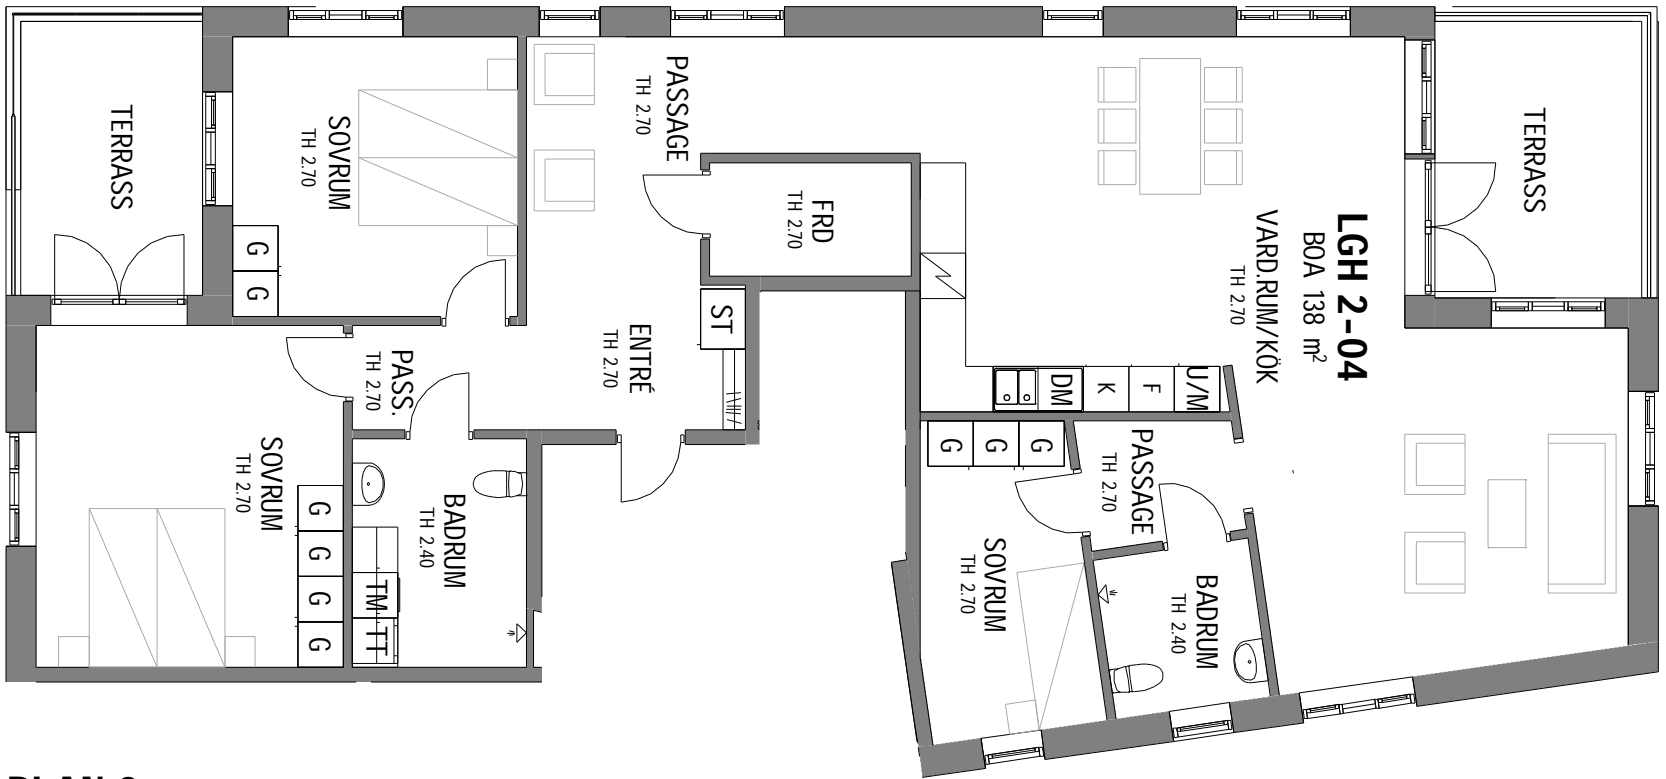 TERRASS
SOVRUM
TH 2.70
G
G
PASSAGE
TH 2.70
FRD
TH 2.70
ST
ENTRÉ
TH 2.70
PASS.
TH 2.70
SOVRUM
TH 2.70
G
G
G
G
BADRUM
TH 2.40
TM
TT
TERRASS
LGH 2-04
BOA 138 m²
VARD.RUM/KÖK
TH 2.70
DM
K
F
U/M
G
G
G
PASSAGE
TH 2.70
SOVRUM
TH 2.70
BADRUM
TH 2.40